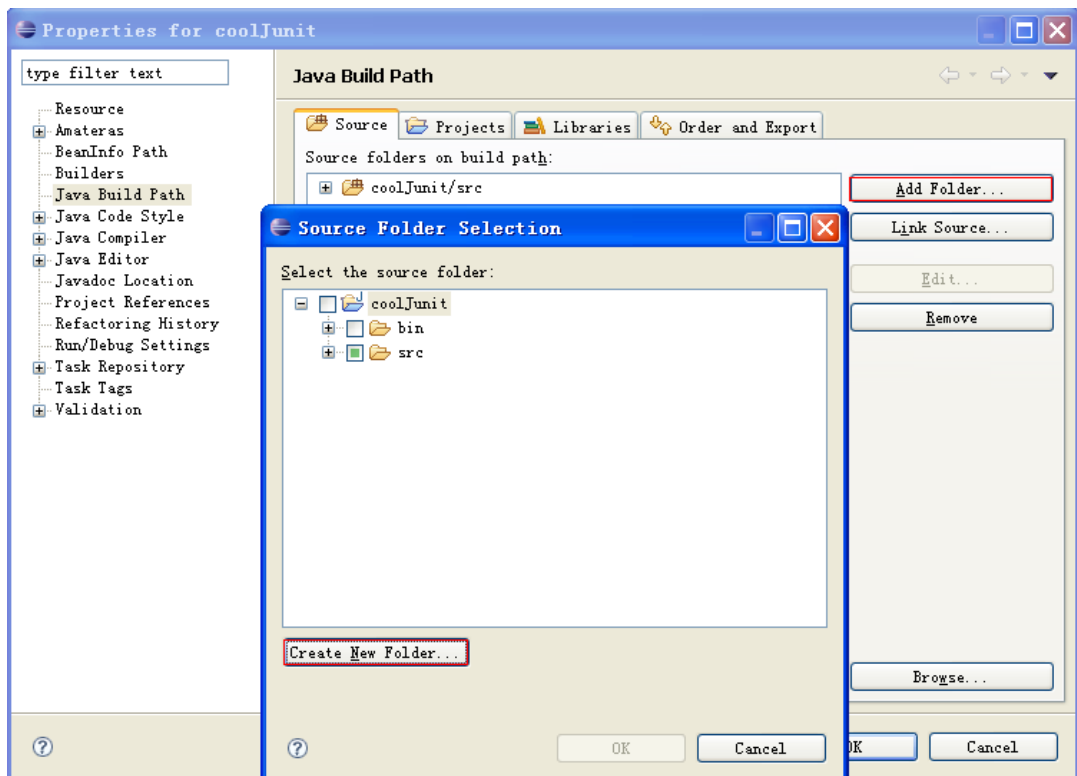 Properties for coolJunit
type filter text
Resource
Amateras
BeanInfo Path
Builders
Java Build Path
Java Code Style
Java Compiler
Java Editor
Javadoc Location
Project References
Refactoring History
Run/Debug Settings
Task Repository
Task Tags
Validation
Java Build Path
Source Projects Libraries Order and Export
Source folders on build path:
coolJunit/src
Add Folder...
Link Source...
Edit...
Remove
Browse...
Source Folder Selection
Select the source folder:
coolJunit
bin
src
Create New Folder...
OK Cancel
OK Cancel